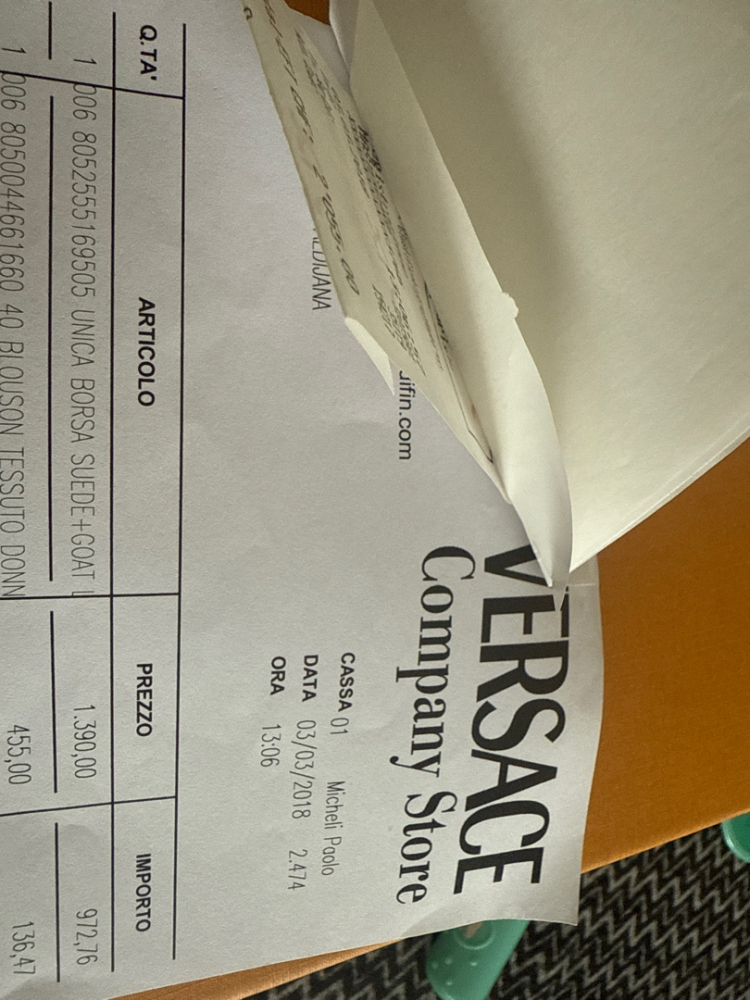 VERSACE
Company Store
CASSA 01 Micheli Paolo
DATA 03/03/2018 2.474
ORA 13:06
ifin.com
EDIJANA
Q.TA' ARTICOLO PREZZO IMPORTO
1 006 8052555169505 UNICA BORSA SUEDE+GOAT L 1.390,00 972,76
1 006 8050044661660 40 BLOUSON TESSUTO DONN 455,00 136,47